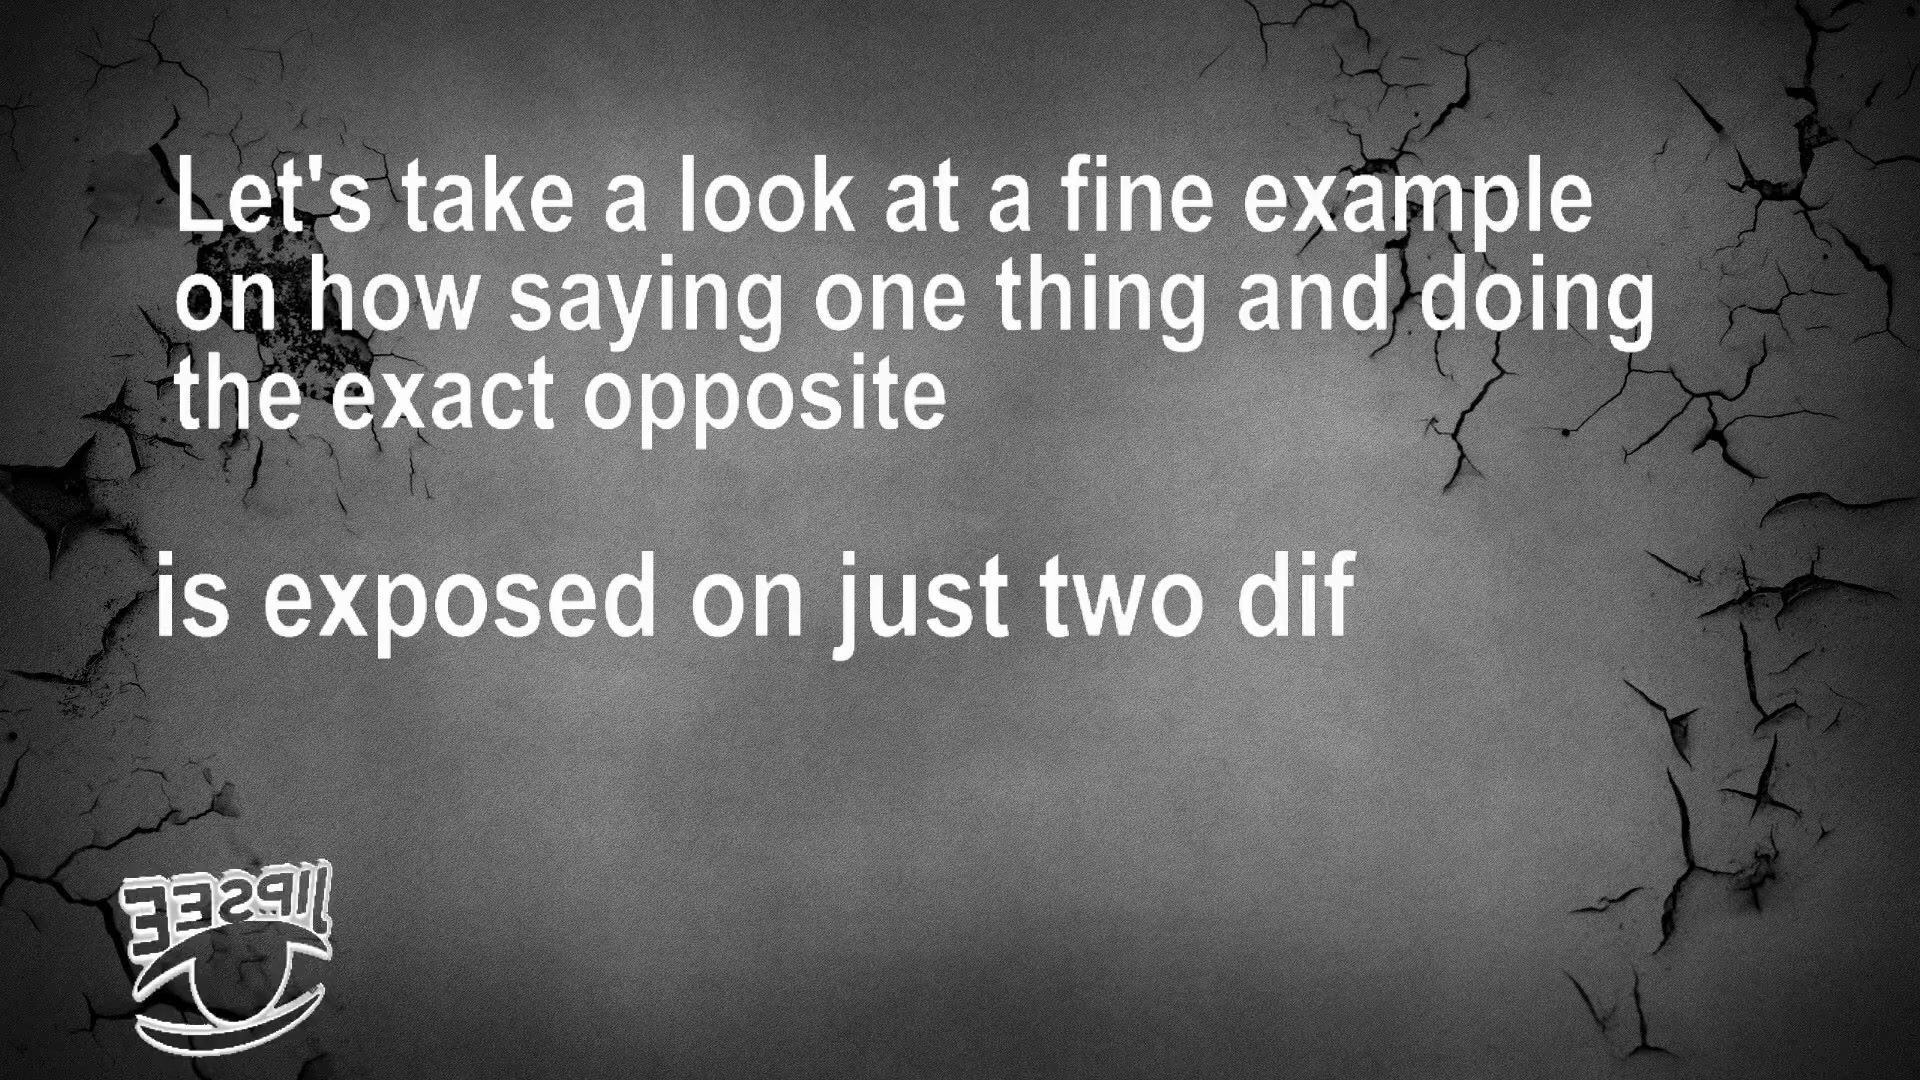 Let's take a look at a fine example
on how saying one thing and doing
the exact opposite
is exposed on just two dif
JIPSEE